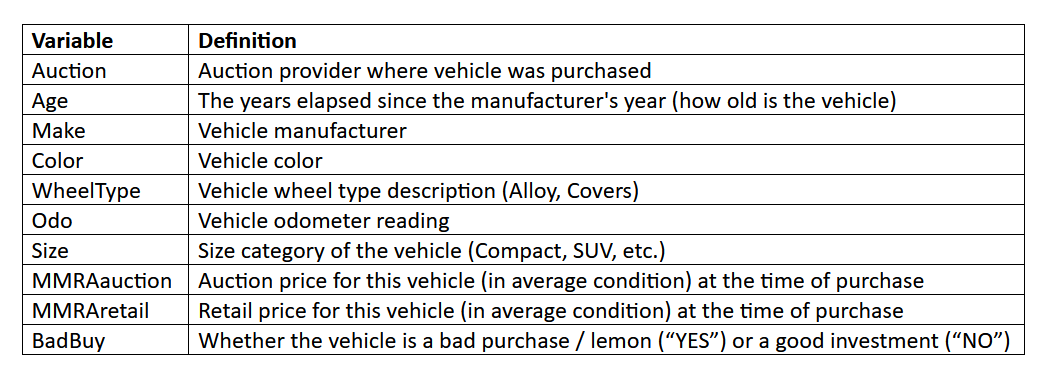 Variable Definition
Auction Auction provider where vehicle was purchased
Age The years elapsed since the manufacturer's year (how old is the vehicle)
Make Vehicle manufacturer
Color Vehicle color
WheelType Vehicle wheel type description (Alloy, Covers)
Odo Vehicle odometer reading
Size Size category of the vehicle (Compact, SUV, etc.)
MMRAauction Auction price for this vehicle (in average condition) at the time of purchase
MMRAretail Retail price for this vehicle (in average condition) at the time of purchase
BadBuy Whether the vehicle is a bad purchase / lemon (“YES”) or a good investment (“NO”)